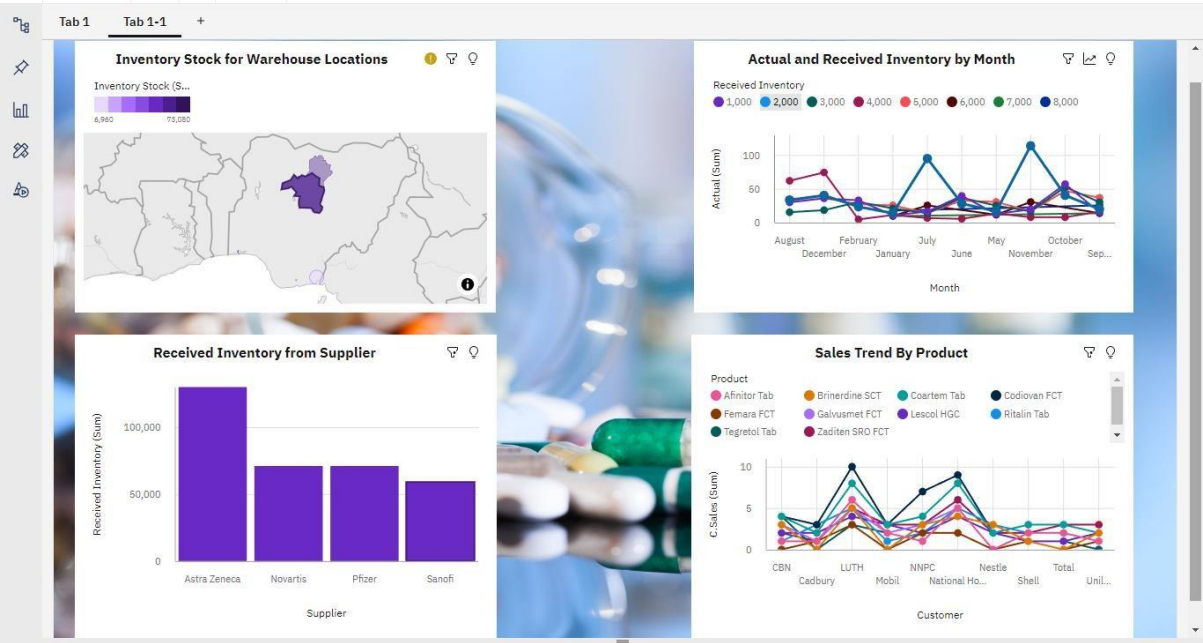 Tab 1
Tab 1-1
+
Inventory Stock for Warehouse Locations
Inventory Stock (S...
6,960
73,080
Actual and Received Inventory by Month
Received Inventory
1,000
2,000
3,000
4,000
5,000
6,000
7,000
8,000
Actual (Sum)
100
50
0
August
February
July
May
October
December
January
June
November
Sep...
Month
Received Inventory from Supplier
Received Inventory (Sum)
100,000
50,000
0
Astra Zeneca
Novartis
Pfizer
Sanofi
Supplier
Sales Trend By Product
Product
Afinitor Tab
Brinerdine SCT
Coartem Tab
Codiovan FCT
Femara FCT
Galvusmet FCT
Lescol HGC
Ritalin Tab
Tegretol Tab
Zaditen SRO FCT
C.Sales (Sum)
10
5
0
CBN
LUTH
NNPC
Nestle
Total
Cadbury
Mobil
National Ho...
Shell
Unil...
Customer